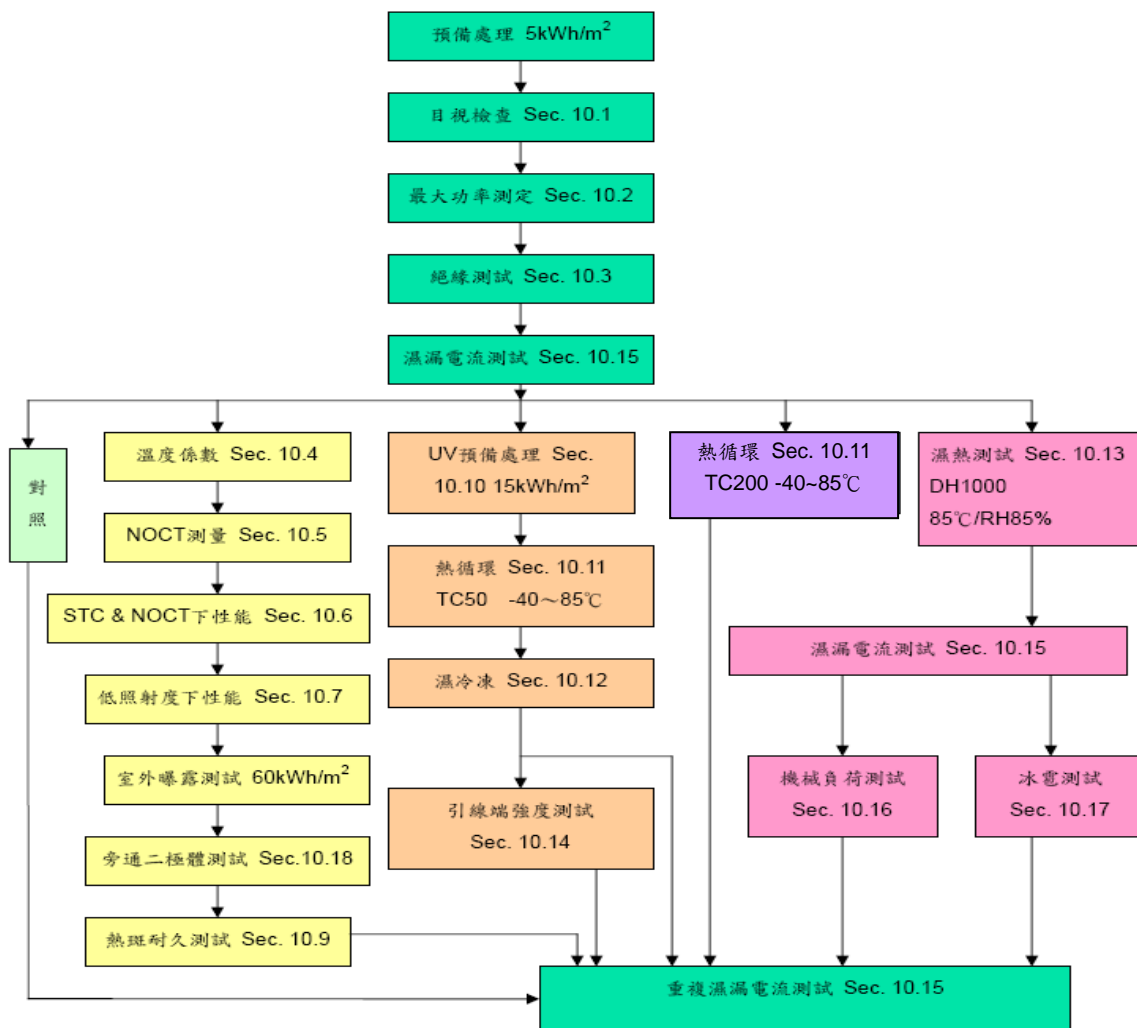 預備處理 5kWh/m²
目視檢查 Sec. 10.1
最大功率測定 Sec. 10.2
絕緣測試 Sec. 10.3
濕漏電流測試 Sec. 10.15
對
照
溫度係數 Sec. 10.4
NOCT測量 Sec. 10.5
STC & NOCT下性能 Sec. 10.6
低照射度下性能 Sec. 10.7
室外曝露測試 60kWh/m²
旁通二極體測試 Sec.10.18
熱斑耐久測試 Sec. 10.9
UV預備處理 Sec.
10.10 15kWh/m²
熱循環 Sec. 10.11
TC50 -40～85℃
濕冷凍 Sec. 10.12
引線端強度測試
Sec. 10.14
熱循環 Sec. 10.11
TC200 -40~85℃
濕熱測試 Sec. 10.13
DH1000
85℃/RH85%
濕漏電流測試 Sec. 10.15
機械負荷測試
Sec. 10.16
冰雹測試
Sec. 10.17
重複濕漏電流測試 Sec. 10.15